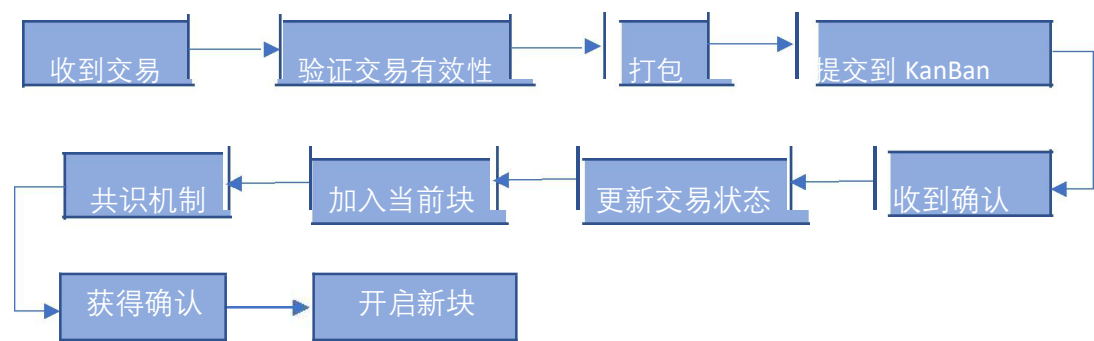 收到交易
验证交易有效性
打包
提交到 KanBan
收到确认
更新交易状态
加入当前块
共识机制
获得确认
开启新块